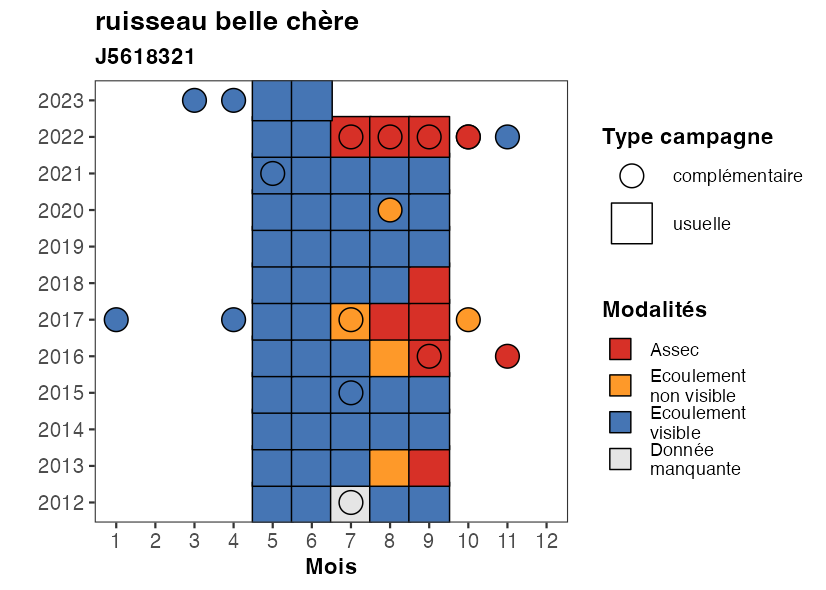 ruisseau belle chère
J5618321
2023
2022
2021
2020
2019
2018
2017
2016
2015
2014
2013
2012
1 2 3 4 5 6 7 8 9 10 11 12
Mois
Type campagne
complémentaire
usuelle
Modalités
Assec
Ecoulement
non visible
Ecoulement
visible
Donnée
manquante